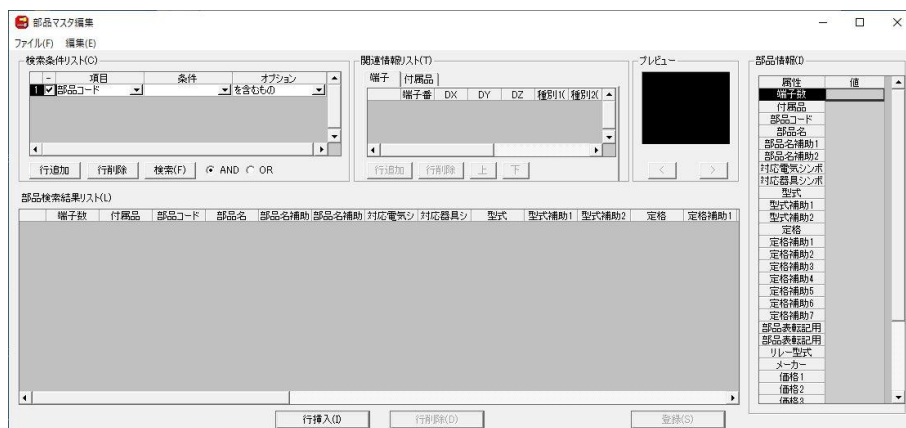 部品マスタ編集
ファイル(F) 編集(E)
検索条件リスト(C)
- 項目 条件 オプション
1 部品コード を含むもの
行追加 行削除 検索(F) AND OR
関連情報リスト(T)
端子 付属品
端子番 DX DY DZ 種別1( 種別2(
行追加 行削除 上 下
プレビュー
< >
部品検索結果リスト(L)
端子数 付属品 部品コード 部品名 部品名補助 部品名補助 対応電気シ 対応器具シ 型式 型式補助1 型式補助2 定格 定格補助1
行挿入(I) 行削除(D) 登録(S)
部品情報(I)
属性 値
端子数
付属品
部品コード
部品名
部品名補助1
部品名補助2
対応電気シンボ
対応器具シンボ
型式
型式補助1
型式補助2
定格
定格補助1
定格補助2
定格補助3
定格補助4
定格補助5
定格補助6
定格補助7
部品表転記用
部品表転記用
リレー型式
メーカー
価格1
価格2
価格3